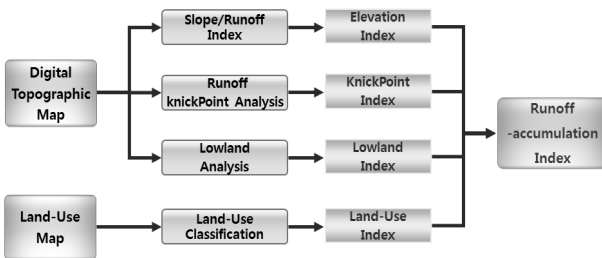 Digital
Topographic
Map
Slope/Runoff
Index
Elevation
Index
Runoff
knickPoint Analysis
KnickPoint
Index
Lowland
Analysis
Lowland
Index
Land-Use
Map
Land-Use
Classification
Land-Use
Index
Runoff
-accumulation
Index